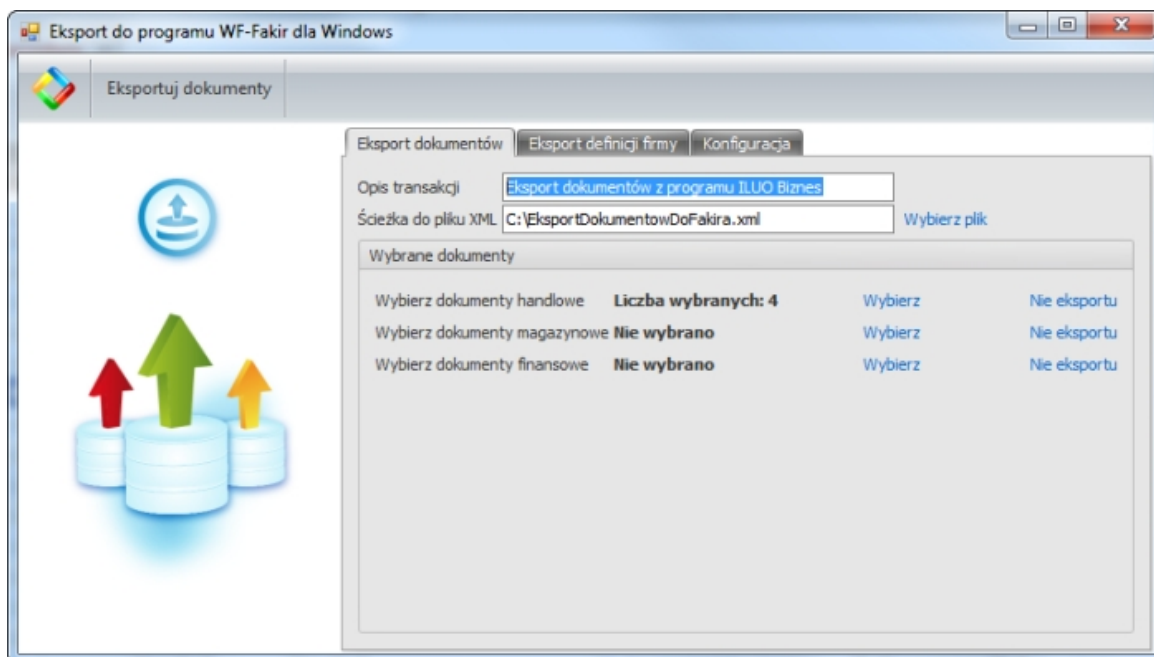 Eksport do programu WF-Fakir dla Windows
Eksportuj dokumenty
Eksport dokumentów Eksport definicji firmy Konfiguracja
Opis transakcji Eksport dokumentów z programu ILUO Biznes
Ścieżka do pliku XML C:\EksportDokumentowDoFakira.xml Wybierz plik
Wybrane dokumenty
Wybierz dokumenty handlowe Liczba wybranych: 4 Wybierz Nie eksportu
Wybierz dokumenty magazynowe Nie wybrano Wybierz Nie eksportu
Wybierz dokumenty finansowe Nie wybrano Wybierz Nie eksportu